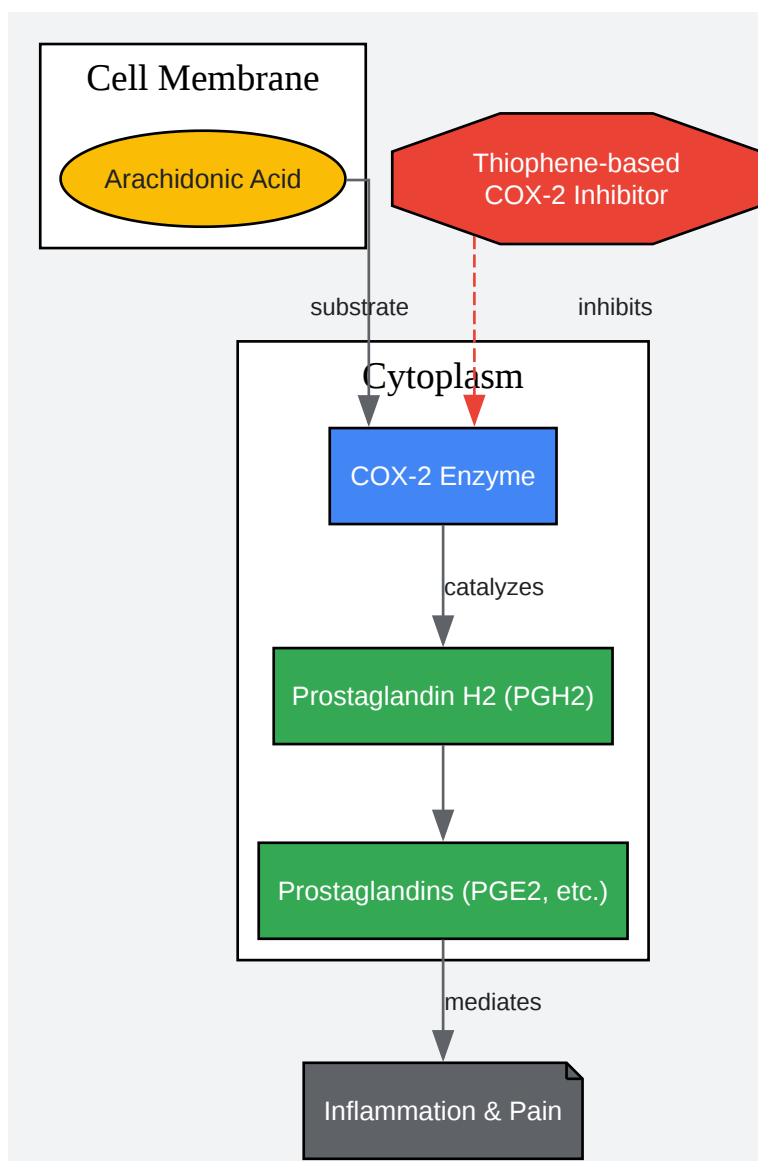 Cell Membrane
Arachidonic Acid
Thiophene-based
COX-2 Inhibitor
substrate
inhibits
Cytoplasm
COX-2 Enzyme
catalyzes
Prostaglandin H2 (PGH2)
Prostaglandins (PGE2, etc.)
mediates
Inflammation & Pain